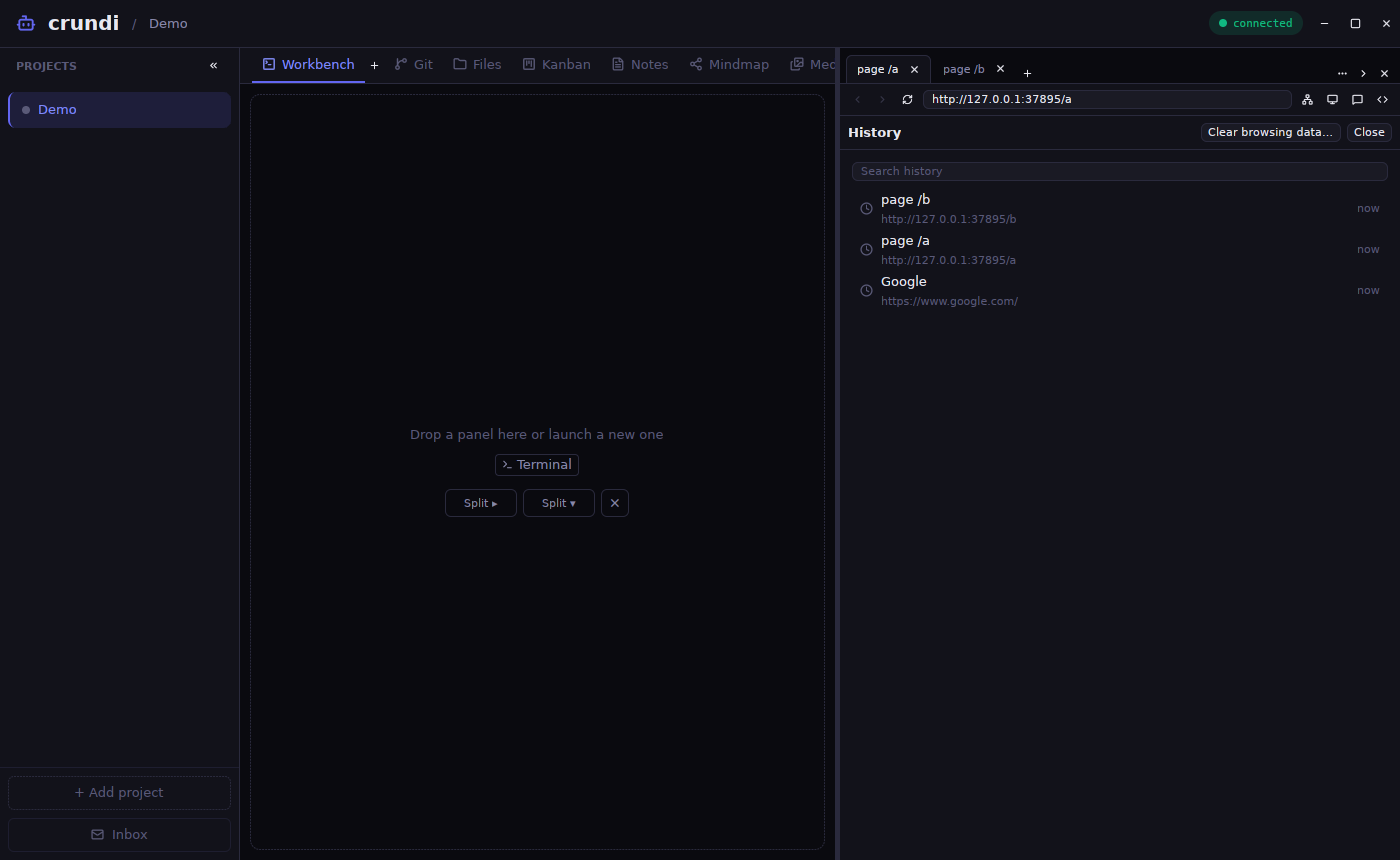 crundi / Demo
connected
PROJECTS «
Demo
+ Add project
Inbox
Workbench + Git Files Kanban Notes Mindmap Med
Drop a panel here or launch a new one
Terminal
Split ▸ Split ▾ ✕
page /a ✕ page /b ✕ +
http://127.0.0.1:37895/a
History Clear browsing data... Close
Search history
page /b
http://127.0.0.1:37895/b
now
page /a
http://127.0.0.1:37895/a
now
Google
https://www.google.com/
now